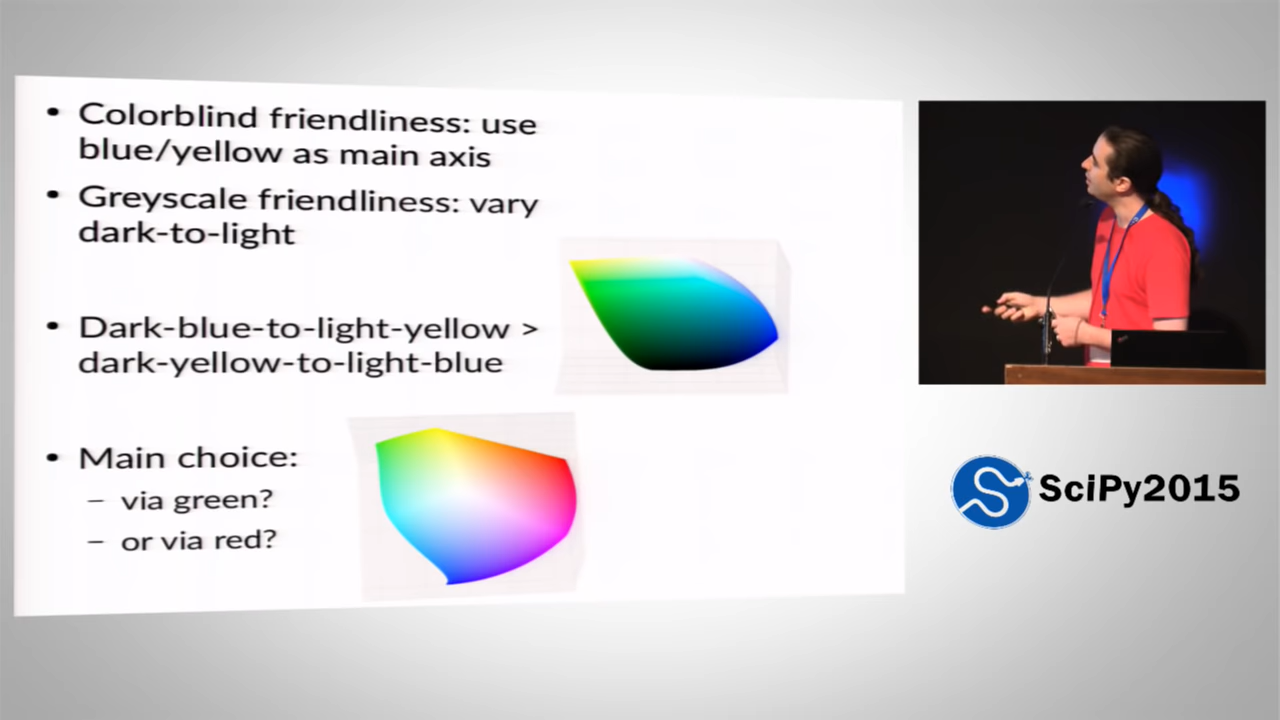 • Colorblind friendliness: use
blue/yellow as main axis
• Greyscale friendliness: vary
dark-to-light
• Dark-blue-to-light-yellow >
dark-yellow-to-light-blue
• Main choice:
– via green?
– or via red?
SciPy2015